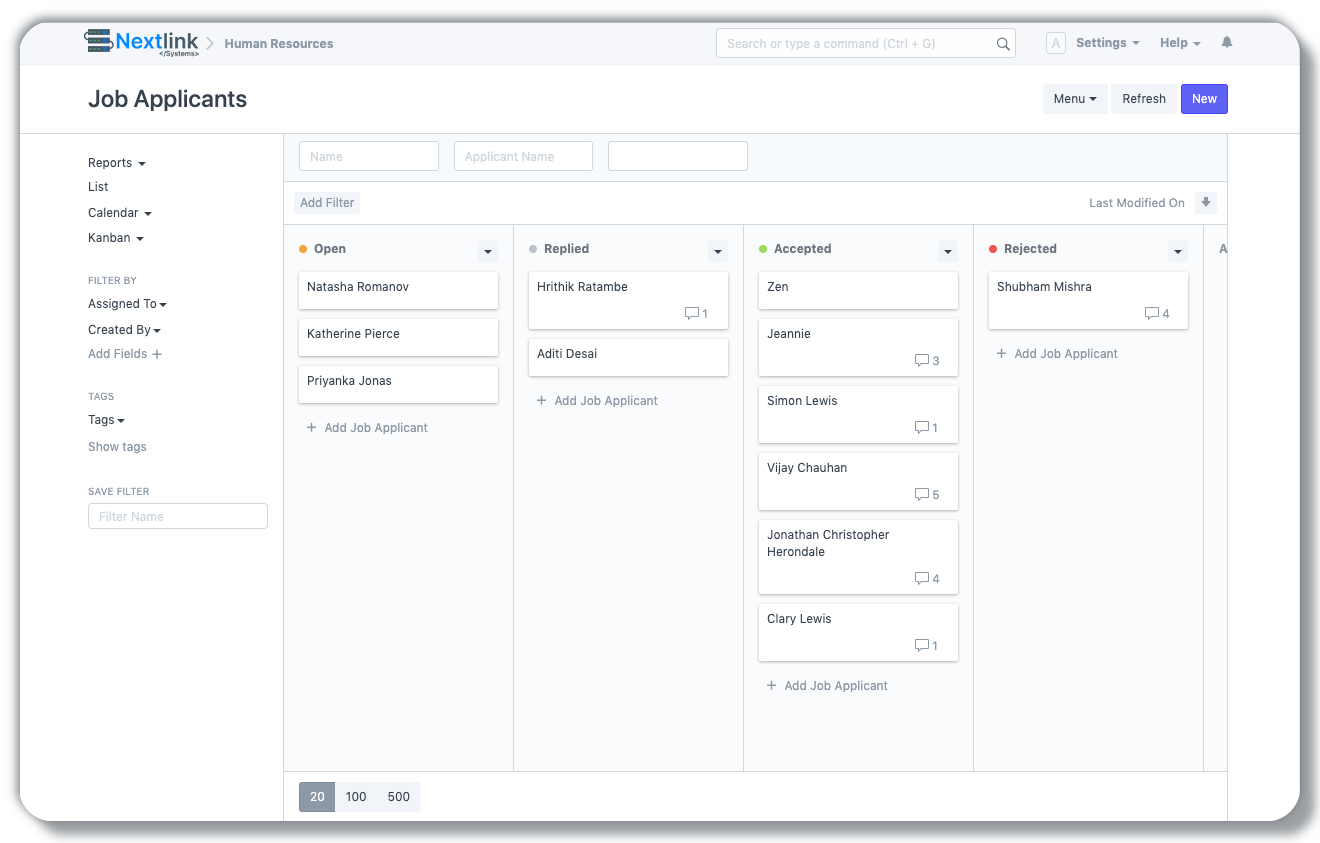 Nextlink
</Systems>
Human Resources
Search or type a command (Ctrl + G)
A
Settings
Help
Job Applicants
Menu
Refresh
New
Reports
List
Calendar
Kanban
FILTER BY
Assigned To
Created By
Add Fields +
TAGS
Tags
Show tags
SAVE FILTER
Filter Name
Name
Applicant Name
Add Filter
Last Modified On
Open
Natasha Romanov
Katherine Pierce
Priyanka Jonas
+ Add Job Applicant
Replied
Hrithik Ratambe
1
Aditi Desai
+ Add Job Applicant
Accepted
Zen
Jeannie
3
Simon Lewis
1
Vijay Chauhan
5
Jonathan Christopher
Herondale
4
Clary Lewis
1
+ Add Job Applicant
Rejected
Shubham Mishra
4
+ Add Job Applicant
A
20
100
500